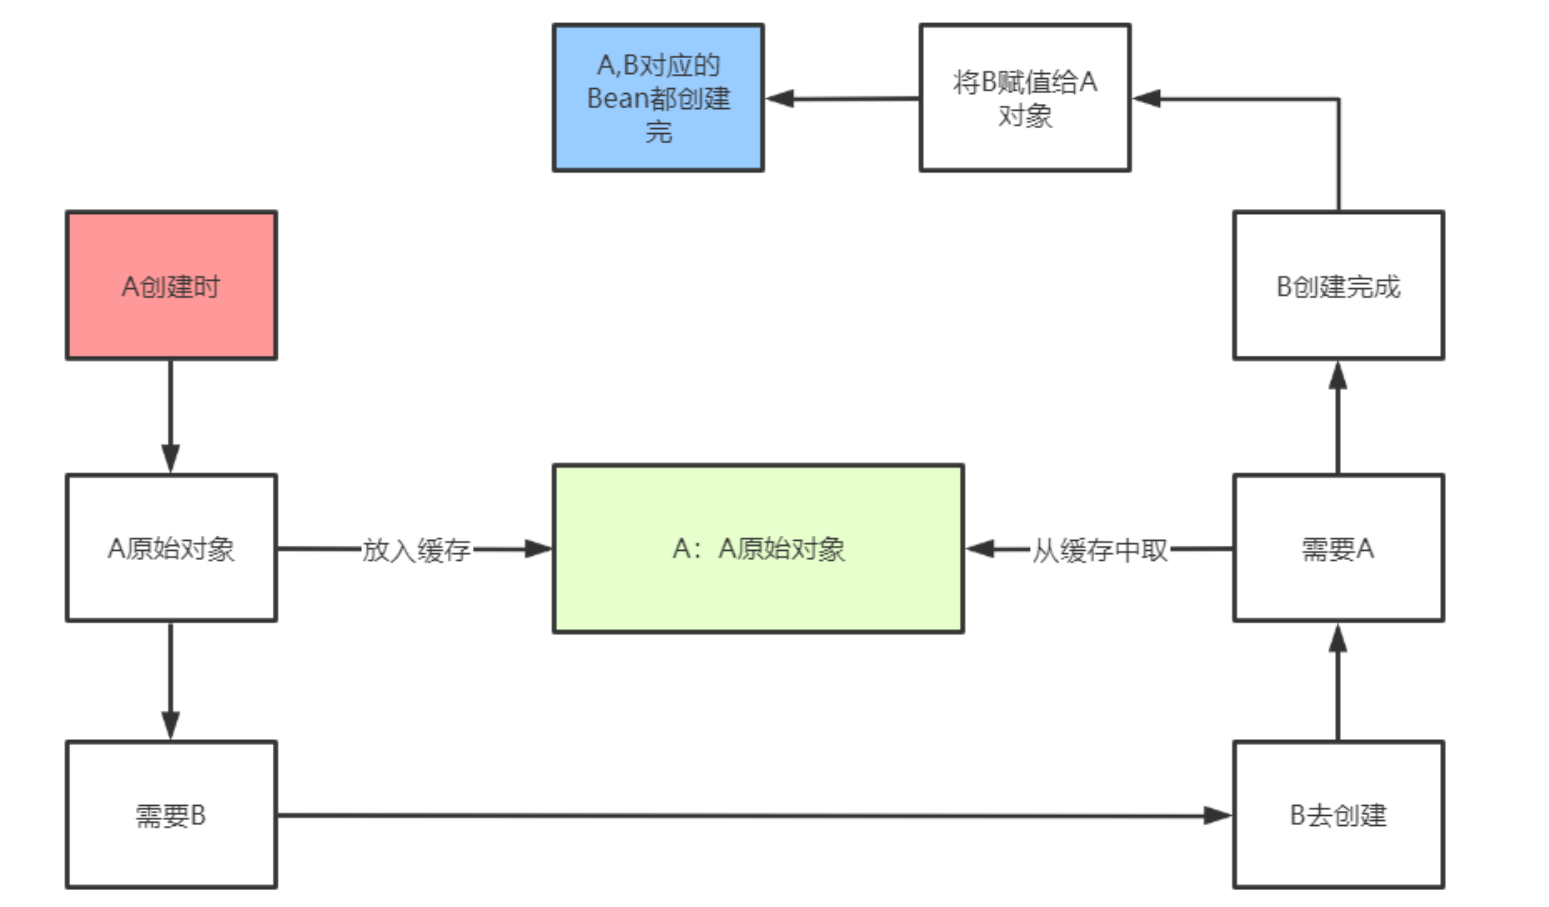 A,B对应的
Bean都创建
完
将B赋值给A
对象
A创建时
B创建完成
A原始对象
放入缓存
A：A原始对象
从缓存中取
需要A
需要B
B去创建